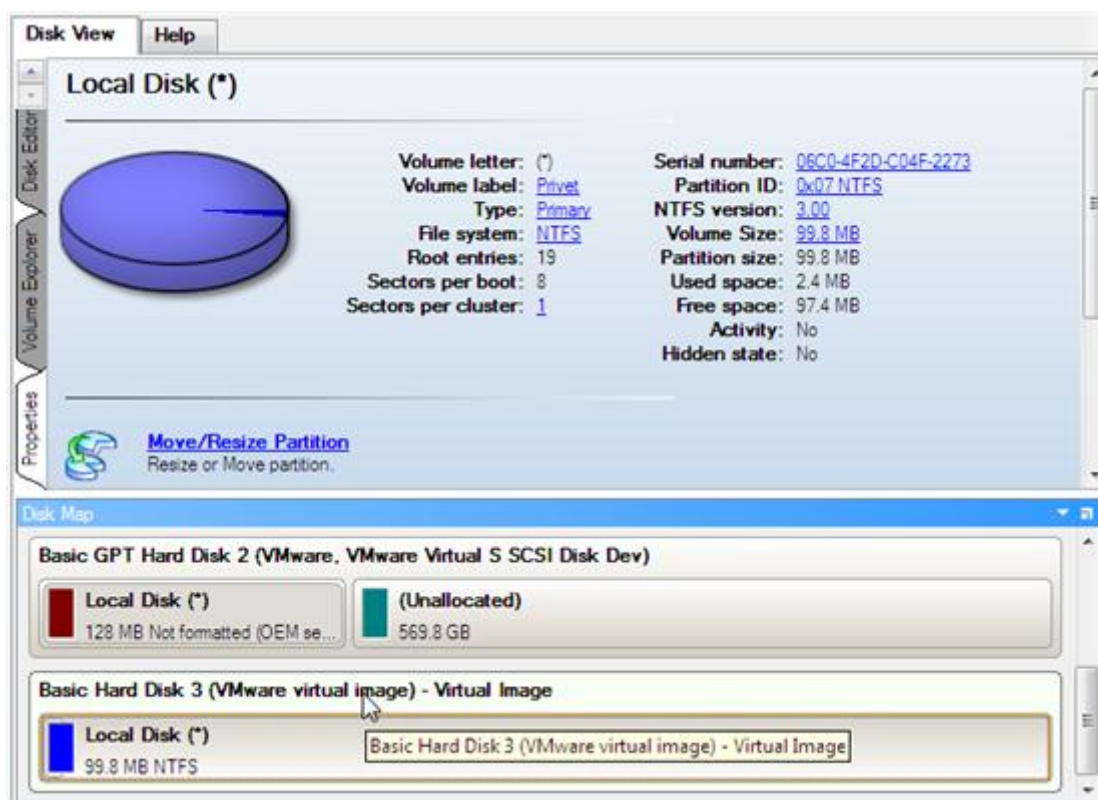 Disk View
Help
Disk Editor
Volume Explorer
Properties
Local Disk (*)
Volume letter: (*)
Volume label: Privet
Type: Primary
File system: NTFS
Root entries: 19
Sectors per boot: 8
Sectors per cluster: 1
Serial number: 06C0-4F2D-C04F-2273
Partition ID: 0x07 NTFS
NTFS version: 3.00
Volume Size: 99.8 MB
Partition size: 99.8 MB
Used space: 2.4 MB
Free space: 97.4 MB
Activity: No
Hidden state: No
Move/Resize Partition
Resize or Move partition.
Disk Map
Basic GPT Hard Disk 2 (VMware, VMware Virtual S SCSI Disk Dev)
Local Disk (*)
128 MB Not formatted (OEM se...
(Unallocated)
569.8 GB
Basic Hard Disk 3 (VMware virtual image) - Virtual Image
Local Disk (*)
99.8 MB NTFS
Basic Hard Disk 3 (VMware virtual image) - Virtual Image